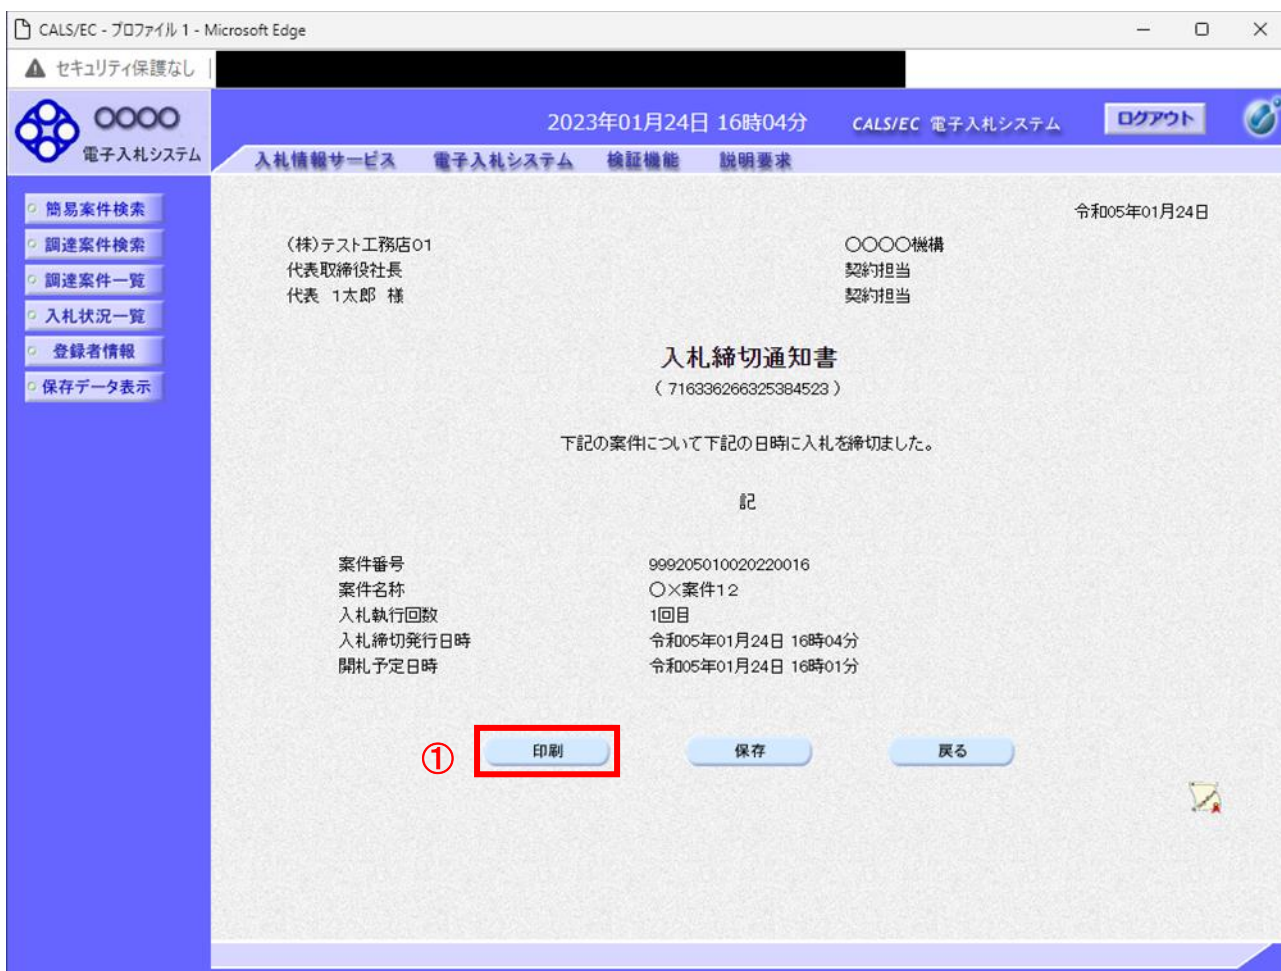 CALS/EC - プロファイル 1 - Microsoft Edge
セキュリティ保護なし
〇〇〇〇
電子入札システム
2023年01月24日 16時04分 CALS/EC 電子入札システム ログアウト
入札情報サービス 電子入札システム 検証機能 説明要求
簡易案件検索
調達案件検索
調達案件一覧
入札状況一覧
登録者情報
保存データ表示
令和05年01月24日
(株)テスト工務店01 〇〇〇〇機構
代表取締役社長 契約担当
代表 1太郎 様 契約担当
入札締切通知書
( 716336266325384523 )
下記の案件について下記の日時に入札を締切ました。
記
案件番号 999205010020220016
案件名称 〇×案件12
入札執行回数 1回目
入札締切発行日時 令和05年01月24日 16時04分
開札予定日時 令和05年01月24日 16時01分
① 印刷 保存 戻る